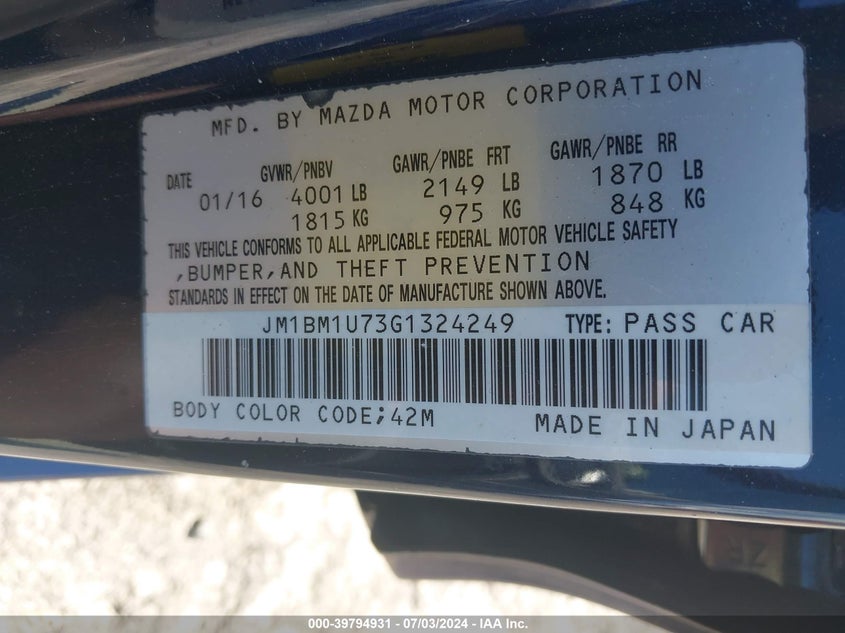 MFD. BY MAZDA MOTOR CORPORATION
DATE GVWR/PNBV GAWR/PNBE FRT GAWR/PNBE RR
01/16 4001 LB 2149 LB 1870 LB
1815 KG 975 KG 848 KG
THIS VEHICLE CONFORMS TO ALL APPLICABLE FEDERAL MOTOR VEHICLE SAFETY
,BUMPER,AND THEFT PREVENTION
STANDARDS IN EFFECT ON THE DATE OF MANUFACTURE SHOWN ABOVE.
JM1BM1U73G1324249 TYPE: PASS CAR
BODY COLOR CODE;42M MADE IN JAPAN
000-39794931 - 07/03/2024 - IAA Inc.